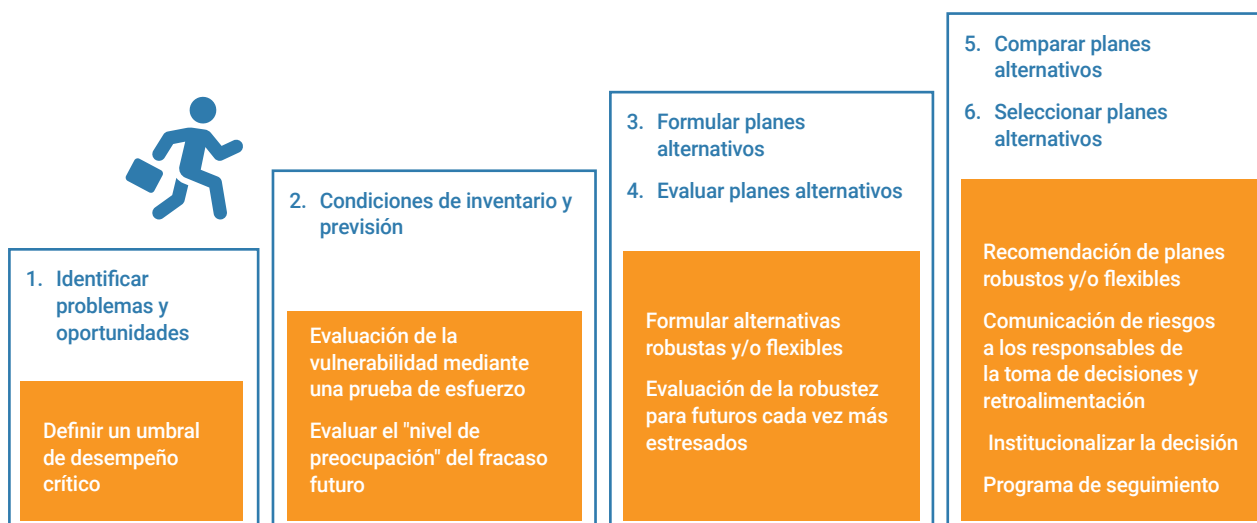 1. Identificar
problemas y
oportunidades
Definir un umbral
de desempeño
crítico
2. Condiciones de inventario y
previsión
Evaluación de la
vulnerabilidad mediante
una prueba de esfuerzo
Evaluar el "nivel de
preocupación" del fracaso
futuro
3. Formular planes
alternativos
4. Evaluar planes alternativos
Formular alternativas
robustas y/o flexibles
Evaluación de la robustez
para futuros cada vez más
estresados
5. Comparar planes
alternativos
6. Seleccionar planes
alternativos
Recomendación de planes
robustos y/o flexibles
Comunicación de riesgos
a los responsables de
la toma de decisiones y
retroalimentación
Institucionalizar la decisión
Programa de seguimiento